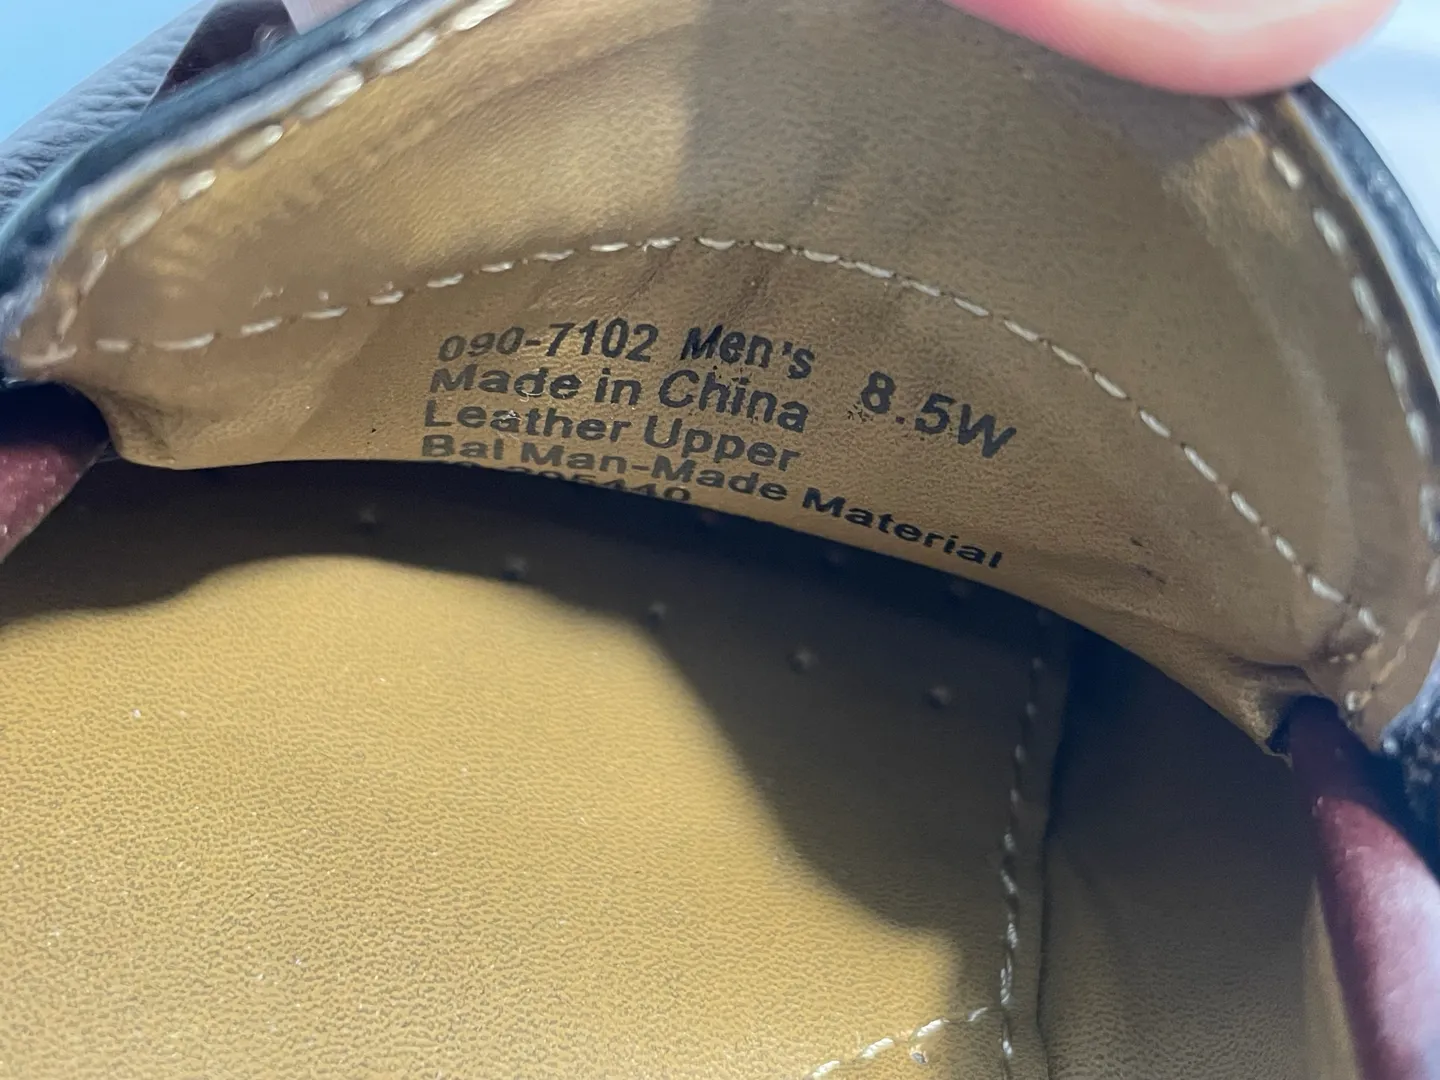 090-7102 Men's 8.5W
Made in China
Leather Upper
Bal Man-Made Material